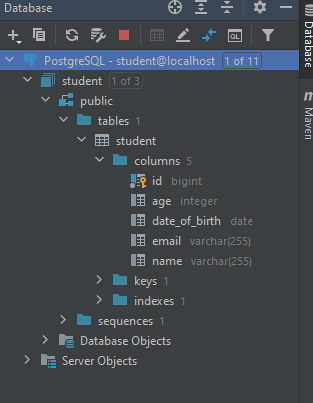 Database
PostgreSQL - student@localhost 1 of 11
student 1 of 3
public
tables 1
student
columns 5
id bigint
age integer
date_of_birth date
email varchar(255)
name varchar(255)
keys 1
indexes 1
sequences 1
Database Objects
Server Objects
Database
m
Maven
QL